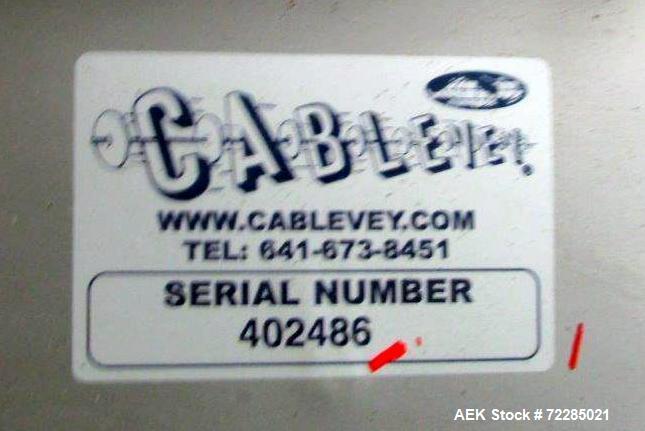 CABLEVEY.
WWW.CABLEVEY.COM
TEL: 641-673-8451
SERIAL NUMBER
402486
AEK Stock # 72285021